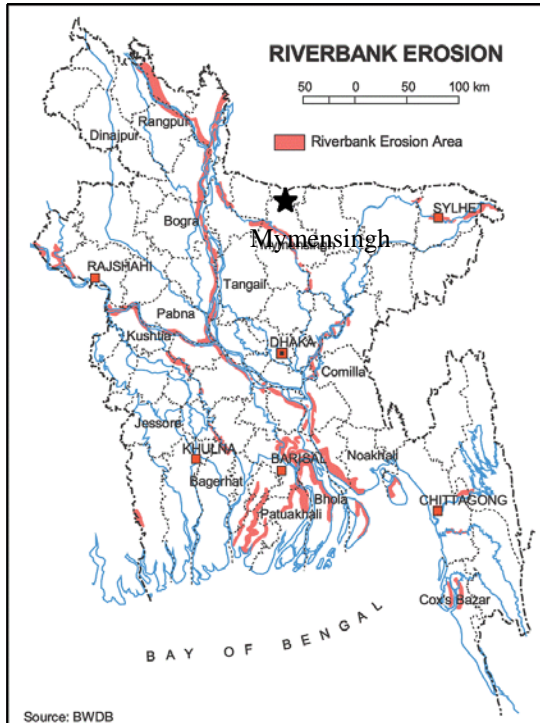 RIVERBANK EROSION
50 0 50 100 km
Riverbank Erosion Area
Rangpur
Dinajpur
Bogra
SYLHET
Mymensingh
Mymensingh
RAJSHAHI
Tangail
Pabna
Kushtia
DHAKA
Comilla
Jessore
KHULNA
BARISAL
Noakhali
Bagerhat
Bhola
CHITTAGONG
Patuakhali
Cox's Bazar
BAY OF BENGAL
Source: BWDB